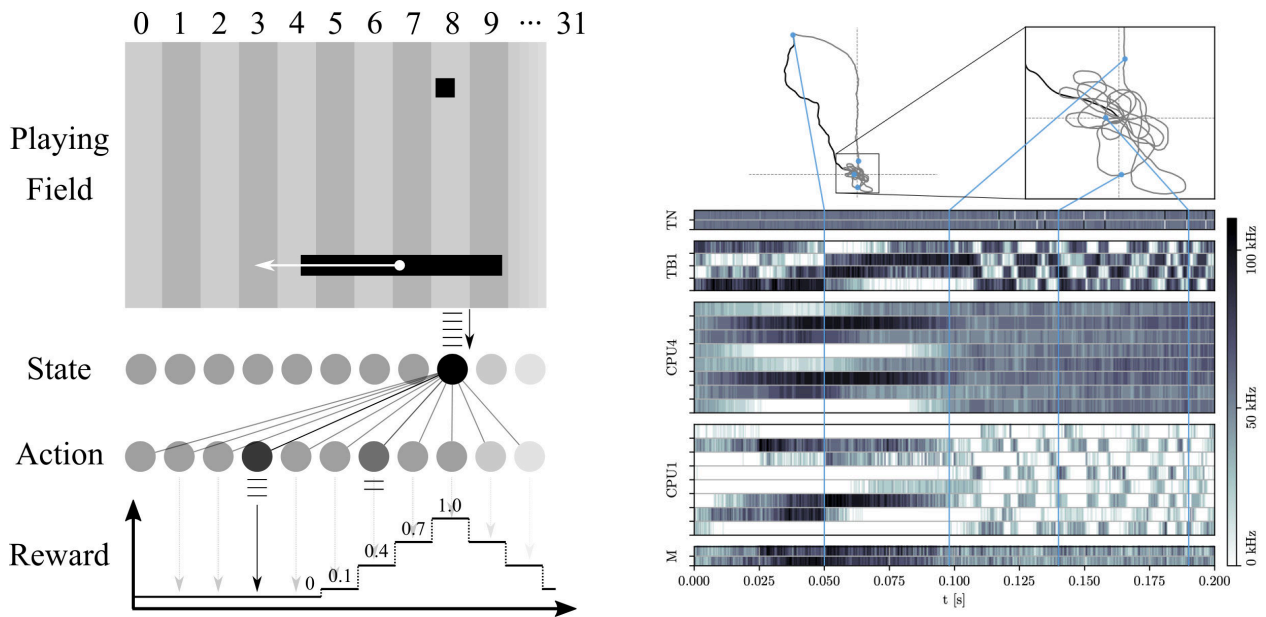 0 1 2 3 4 5 6 7 8 9 ··· 31
Playing
Field
State
Action
Reward
0
0.1
0.4
0.7
1.0
TN
TB1
CPU4
CPU1
M
0.000 0.025 0.050 0.075 0.100 0.125 0.150 0.175 0.200
t [s]
100 kHz
50 kHz
0 kHz